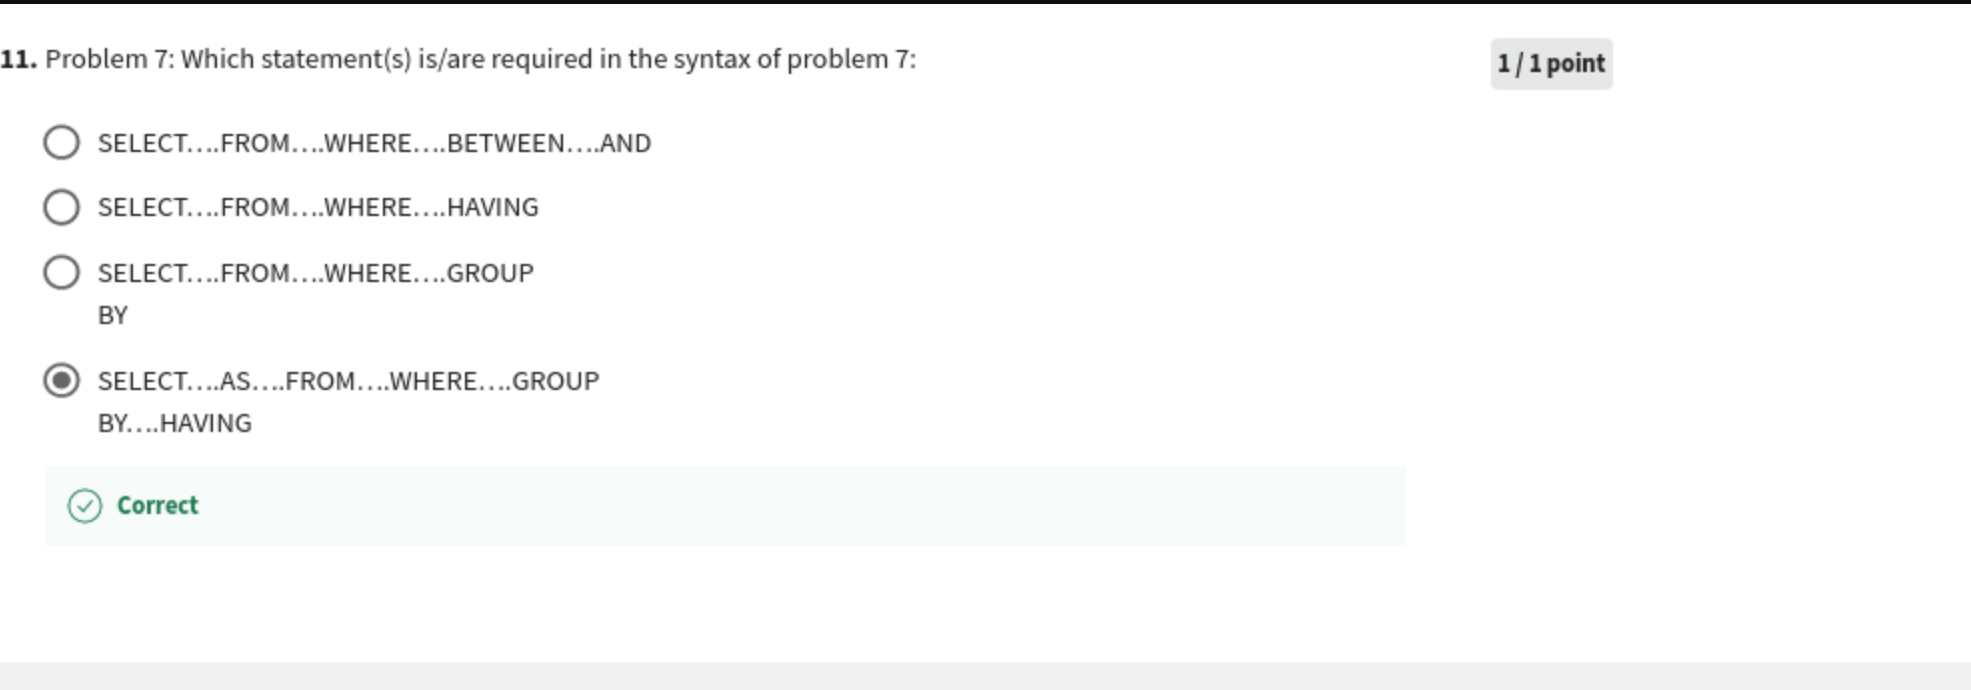 11. Problem 7: Which statement(s) is/are required in the syntax of problem 7:
1 / 1 point
SELECT….FROM….WHERE….BETWEEN….AND
SELECT….FROM….WHERE….HAVING
SELECT….FROM….WHERE….GROUP
BY
SELECT….AS….FROM….WHERE….GROUP
BY….HAVING
Correct